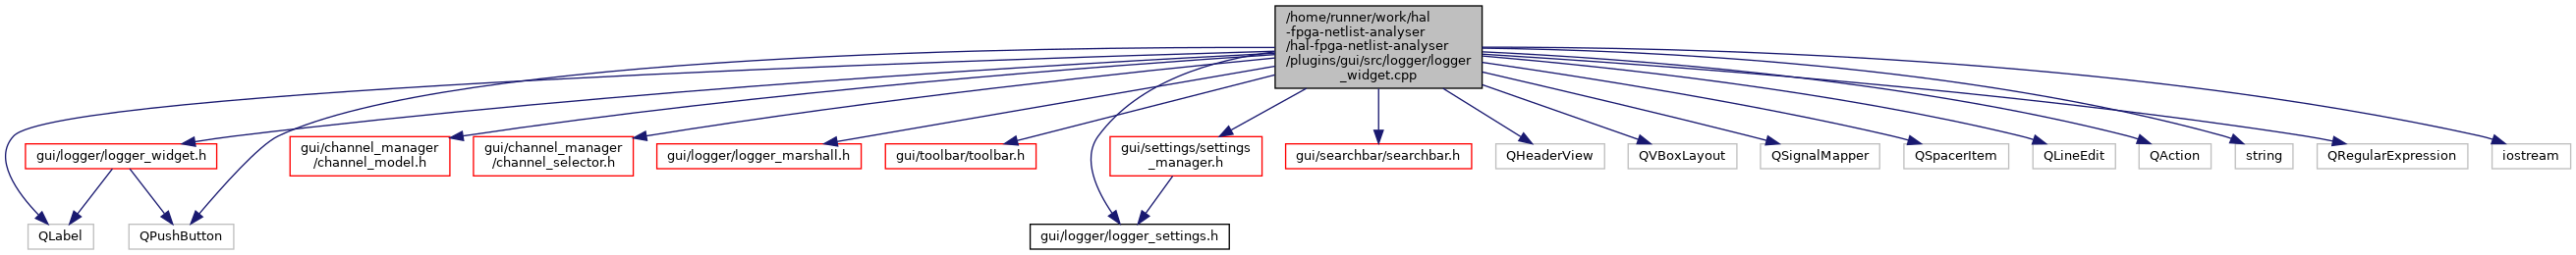 /home/runner/work/hal
-fpga-netlist-analyser
/hal-fpga-netlist-analyser
/plugins/gui/src/logger/logger
_widget.cpp
gui/logger/logger_widget.h
gui/channel_manager
/channel_model.h
gui/channel_manager
/channel_selector.h
gui/logger/logger_marshall.h
gui/toolbar/toolbar.h
gui/settings/settings
_manager.h
gui/searchbar/searchbar.h
QHeaderView
QVBoxLayout
QSignalMapper
QSpacerItem
QLineEdit
QAction
string
QRegularExpression
iostream
QLabel
QPushButton
gui/logger/logger_settings.h